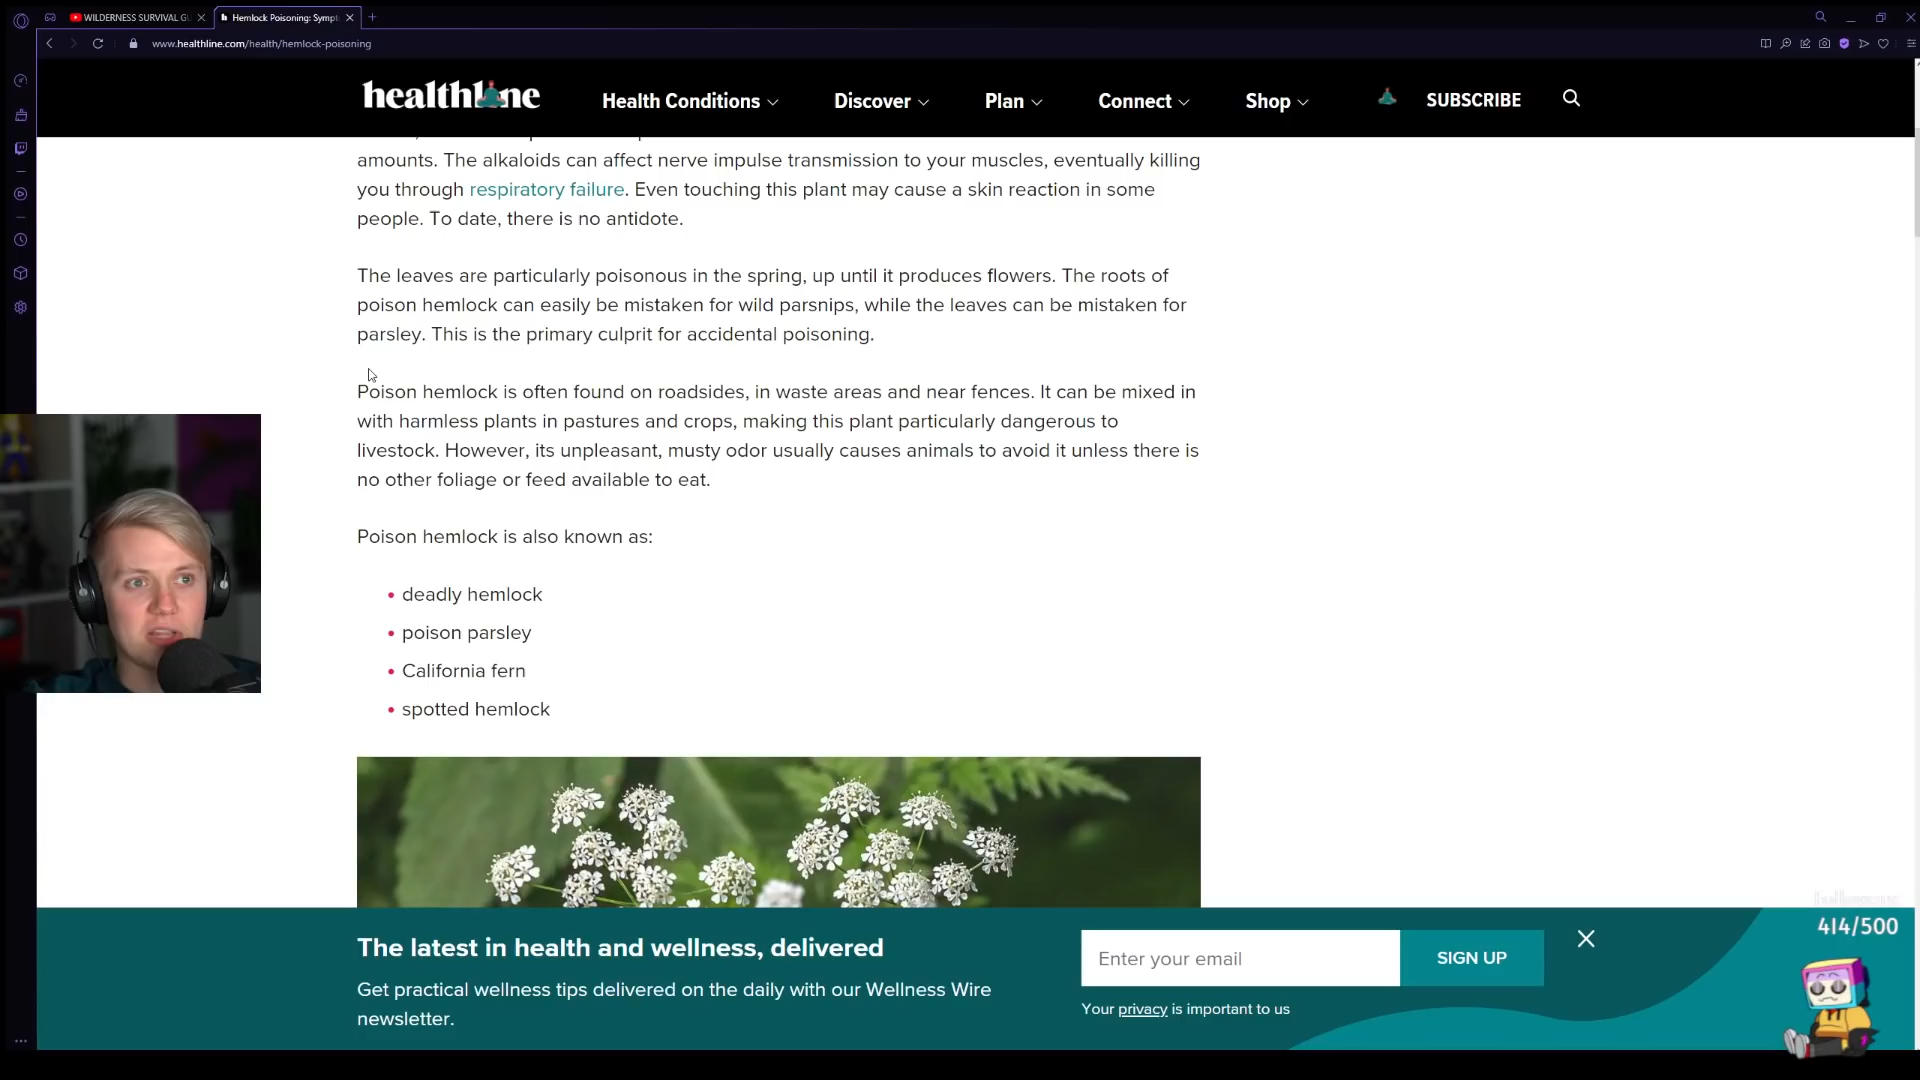 WILDERNESS SURVIVAL GU
Hemlock Poisoning: Sympt
www.healthline.com/health/hemlock-poisoning
healthline
Health Conditions
Discover
Plan
Connect
Shop
SUBSCRIBE
amounts. The alkaloids can affect nerve impulse transmission to your muscles, eventually killing
you through respiratory failure. Even touching this plant may cause a skin reaction in some
people. To date, there is no antidote.
The leaves are particularly poisonous in the spring, up until it produces flowers. The roots of
poison hemlock can easily be mistaken for wild parsnips, while the leaves can be mistaken for
parsley. This is the primary culprit for accidental poisoning.
Poison hemlock is often found on roadsides, in waste areas and near fences. It can be mixed in
with harmless plants in pastures and crops, making this plant particularly dangerous to
livestock. However, its unpleasant, musty odor usually causes animals to avoid it unless there is
no other foliage or feed available to eat.
Poison hemlock is also known as:
• deadly hemlock
• poison parsley
• California fern
• spotted hemlock
The latest in health and wellness, delivered
Get practical wellness tips delivered on the daily with our Wellness Wire
newsletter.
Enter your email
SIGN UP
Your privacy is important to us
414/500